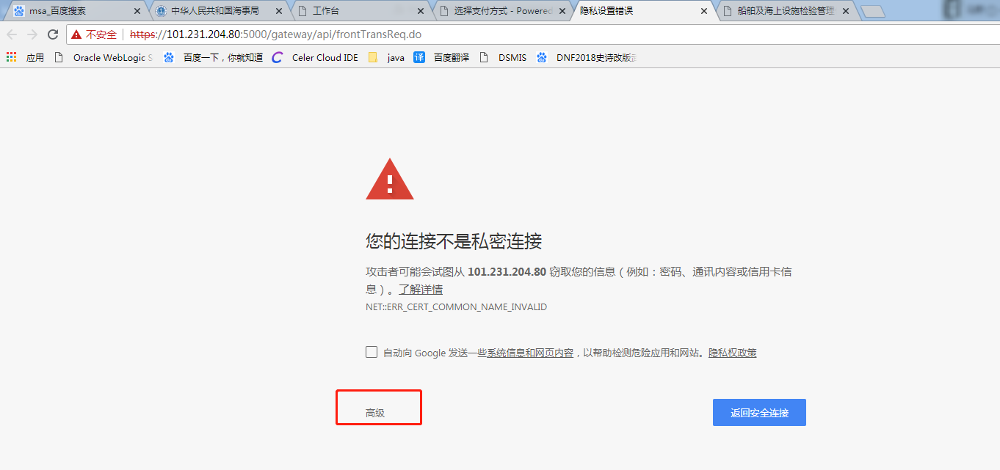 msa_百度搜索
中华人民共和国海事局
工作台
选择支付方式 - Powered
隐私设置错误
船舶及海上设施检验管理
不安全 https://101.231.204.80:5000/gateway/api/frontTransReq.do
应用 Oracle WebLogic S 百度一下，你就知道 Celer Cloud IDE java 译 百度翻译 DSMIS DNF2018史诗改版
您的连接不是私密连接
攻击者可能会试图从 101.231.204.80 窃取您的信息（例如：密码、通讯内容或信用卡信
息）。了解详情
NET::ERR_CERT_COMMON_NAME_INVALID
自动向 Google 发送一些系统信息和网页内容，以帮助检测危险应用和网站。隐私权政策
高级
返回安全连接